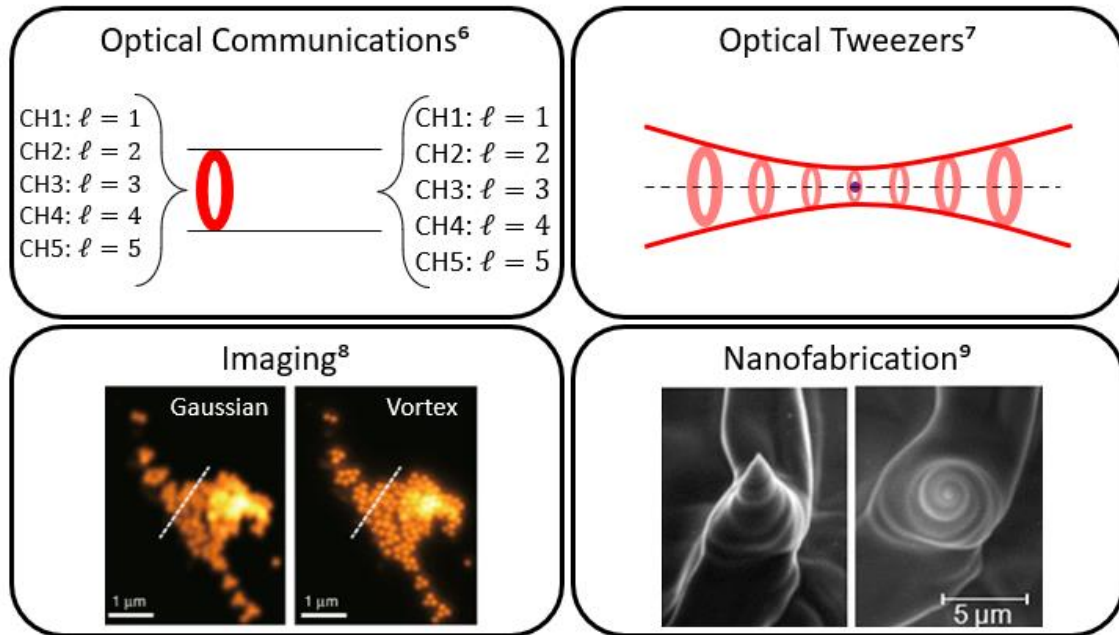 Optical Communications⁶
CH1: ℓ = 1
CH2: ℓ = 2
CH3: ℓ = 3
CH4: ℓ = 4
CH5: ℓ = 5
CH1: ℓ = 1
CH2: ℓ = 2
CH3: ℓ = 3
CH4: ℓ = 4
CH5: ℓ = 5
Optical Tweezers⁷
Imaging⁸
Gaussian
1 µm
Vortex
1 µm
Nanofabrication⁹
5 µm